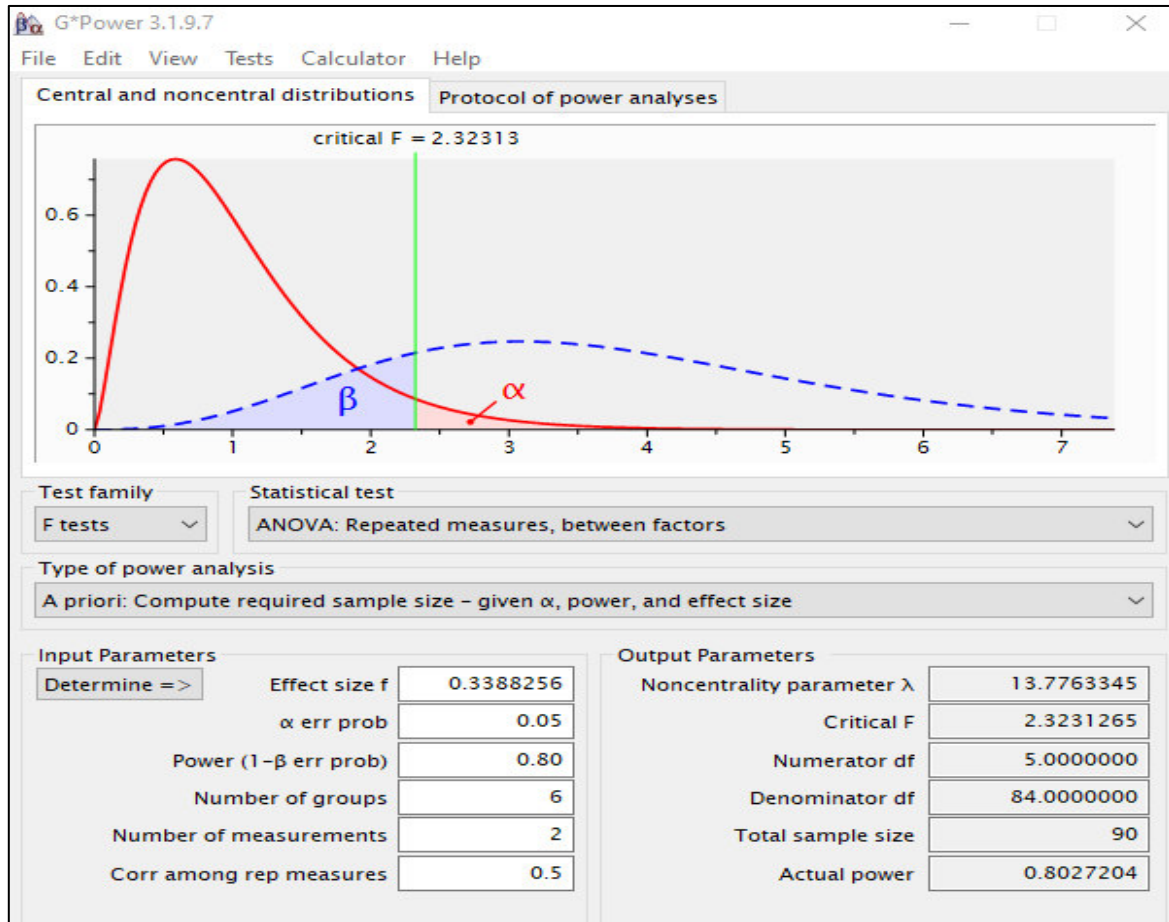 G*Power 3.1.9.7
File Edit View Tests Calculator Help
Central and noncentral distributions Protocol of power analyses
critical F = 2.32313
0.6
0.4
0.2
0
β
α
0 1 2 3 4 5 6 7
Test family Statistical test
F tests ANOVA: Repeated measures, between factors
Type of power analysis
A priori: Compute required sample size – given α, power, and effect size
Input Parameters Output Parameters
Determine => Effect size f 0.3388256 Noncentrality parameter λ 13.7763345
α err prob 0.05 Critical F 2.3231265
Power (1-β err prob) 0.80 Numerator df 5.0000000
Number of groups 6 Denominator df 84.0000000
Number of measurements 2 Total sample size 90
Corr among rep measures 0.5 Actual power 0.8027204